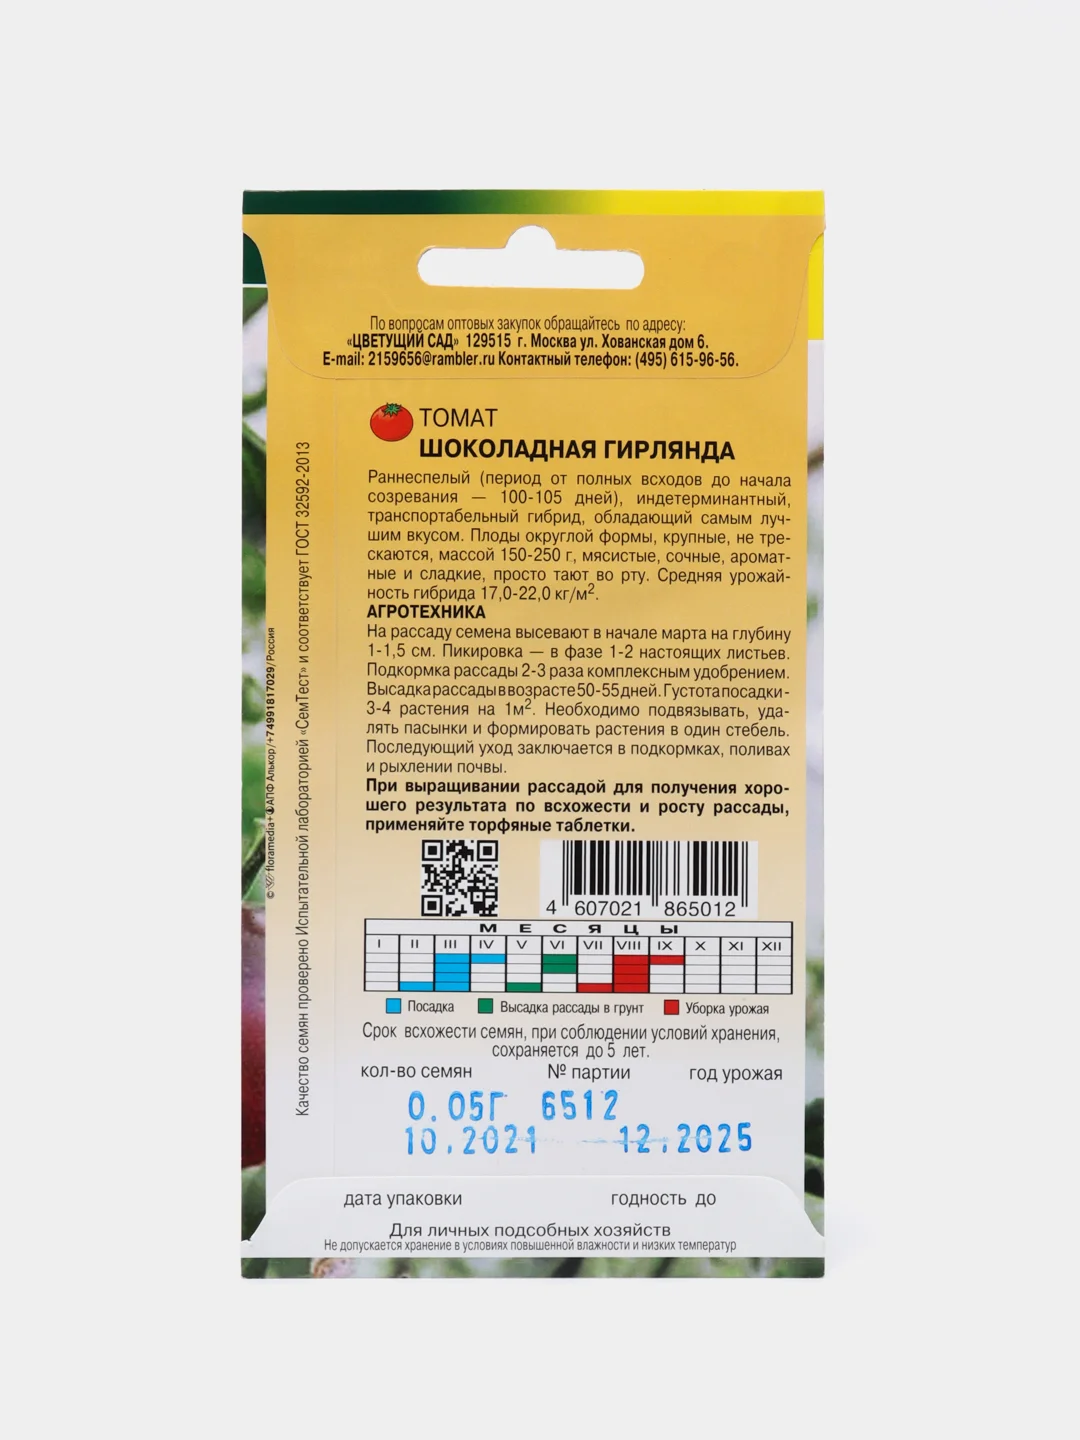 По вопросам оптовых закупок обращайтесь по адресу:
«ЦВЕТУЩИЙ САД» 129515 г. Москва ул. Хованская дом 6.
E-mail: 2159656@rambler.ru Контактный телефон: (495) 615-96-56.
ТОМАТ
ШОКОЛАДНАЯ ГИРЛЯНДА
Раннеспелый (период от полных всходов до начала
созревания — 100-105 дней), индетерминантный,
транспортабельный гибрид, обладающий самым луч-
шим вкусом. Плоды округлой формы, крупные, не тре-
скаются, массой 150-250 г, мясистые, сочные, аромат-
ные и сладкие, просто тают во рту. Средняя урожай-
ность гибрида 17,0-22,0 кг/м².
АГРОТЕХНИКА
На рассаду семена высевают в начале марта на глубину
1-1,5 см. Пикировка — в фазе 1-2 настоящих листьев.
Подкормка рассады 2-3 раза комплексным удобрением.
Высадка рассады в возрасте 50-55 дней. Густота посадки -
3-4 растения на 1м². Необходимо подвязывать, уда-
лять пасынки и формировать растения в один стебель.
Последующий уход заключается в подкормках, поливах
и рыхлении почвы.
При выращивании рассадой для получения хоро-
шего результата по всхожести и росту рассады,
применяйте торфяные таблетки.
4 607021 865012
МЕСЯЦЫ
I II III IV V VI VII VIII IX X XI XII
Посадка Высадка рассады в грунт Уборка урожая
Срок всхожести семян, при соблюдении условий хранения,
сохраняется до 5 лет.
кол-во семян № партии год урожая
0.05Г 6512
10.2021 12.2025
дата упаковки годность до
Для личных подсобных хозяйств
Не допускается хранение в условиях повышенной влажности и низких температур
Качество семян проверено Испытательной лабораторией «СемТест» и соответствует ГОСТ 32592-2013
© floramedia+ АПФ Алькор/+74991817029/Россия